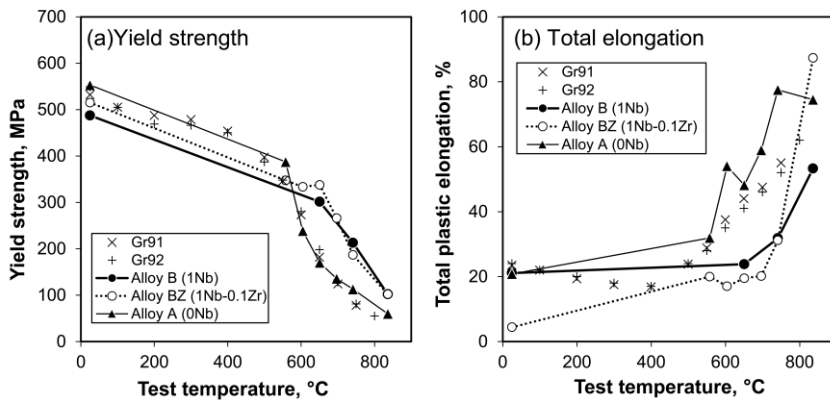 (a)Yield strength
Yield strength, MPa
700
600
500
400
300
200
100
0
Gr91
Gr92
Alloy B (1Nb)
Alloy BZ (1Nb-0.1Zr)
Alloy A (0Nb)
0 200 400 600 800
Test temperature, °C
(b) Total elongation
Total plastic elongation, %
100
80
60
40
20
0
Gr91
Gr92
Alloy B (1Nb)
Alloy BZ (1Nb-0.1Zr)
Alloy A (0Nb)
0 200 400 600 800
Test temperature, °C